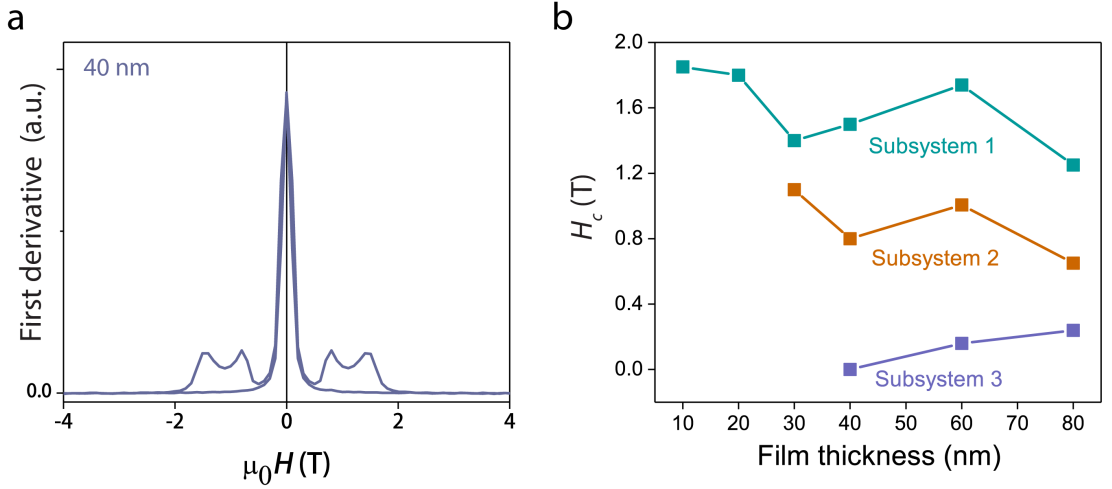 a
40 nm
First derivative (a.u.)
0.0
-4
-2
0
2
4
μ0H (T)
b
Hc (T)
2.0
1.6
1.2
0.8
0.4
0.0
Subsystem 1
Subsystem 2
Subsystem 3
10
20
30
40
50
60
70
80
Film thickness (nm)